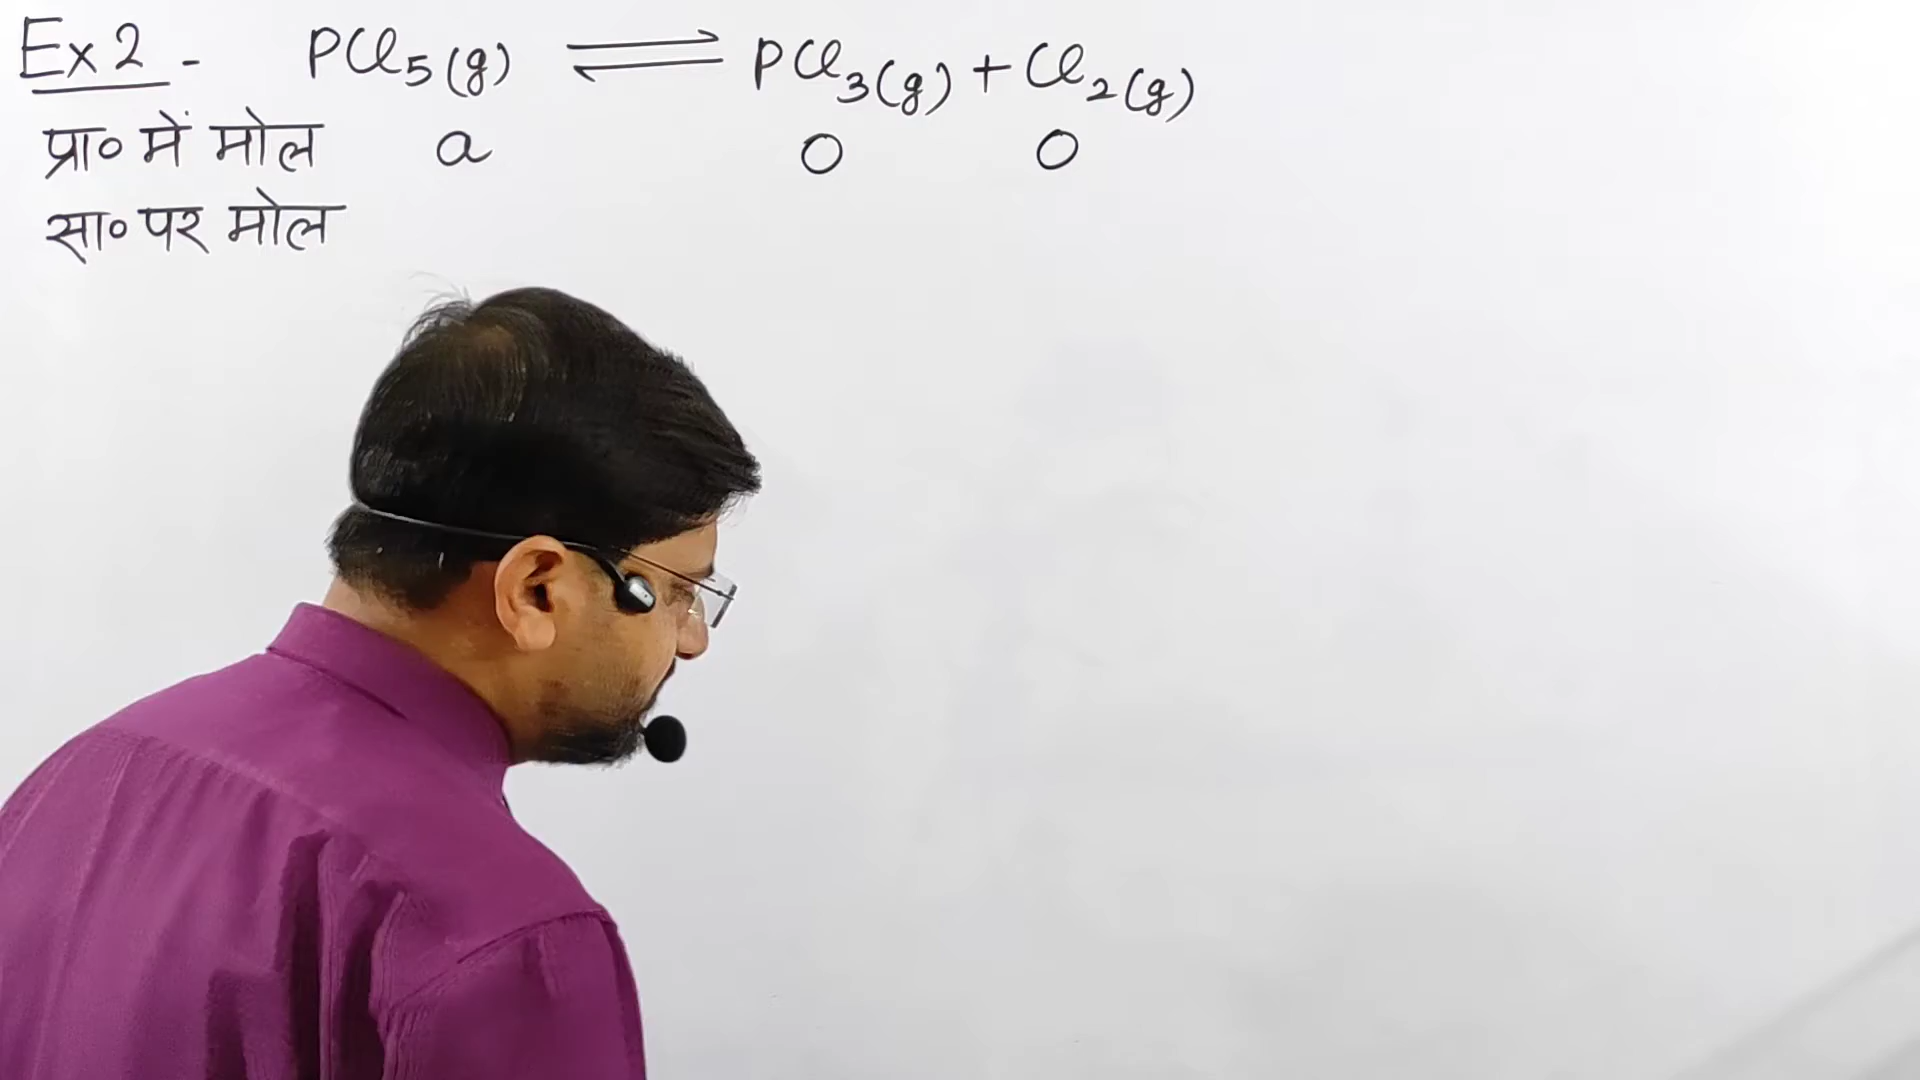 Ex 2 - PCl5(g) ⇌ PCl3(g) + Cl2(g)
प्रा० में मोल a 0 0
सा० पर मोल